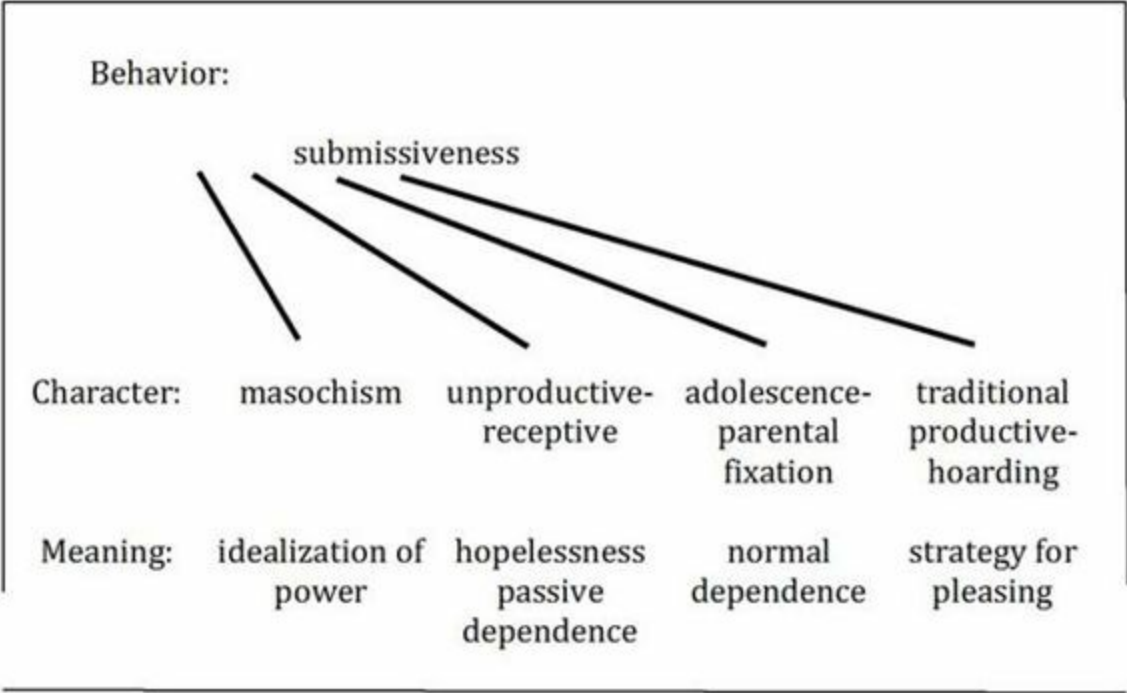 Behavior:
submissiveness
Character: masochism unproductive- adolescence- traditional
receptive parental productive-
fixation hoarding
Meaning: idealization of hopelessness normal strategy for
power passive dependence pleasing
dependence